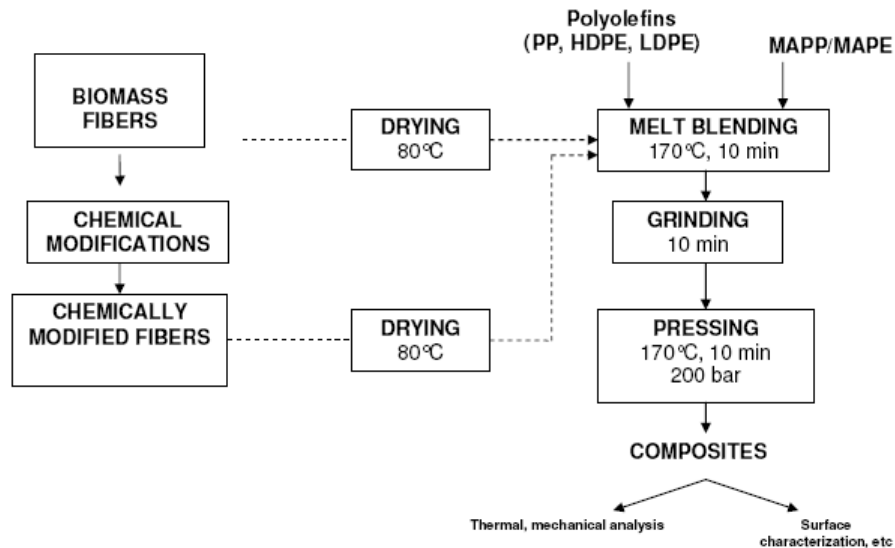 Polyolefins
(PP, HDPE, LDPE)
MAPP/MAPE
BIOMASS
FIBERS
DRYING
80°C
MELT BLENDING
170°C, 10 min
CHEMICAL
MODIFICATIONS
GRINDING
10 min
CHEMICALLY
MODIFIED FIBERS
DRYING
80°C
PRESSING
170°C, 10 min
200 bar
COMPOSITES
Thermal, mechanical analysis
Surface
characterization, etc